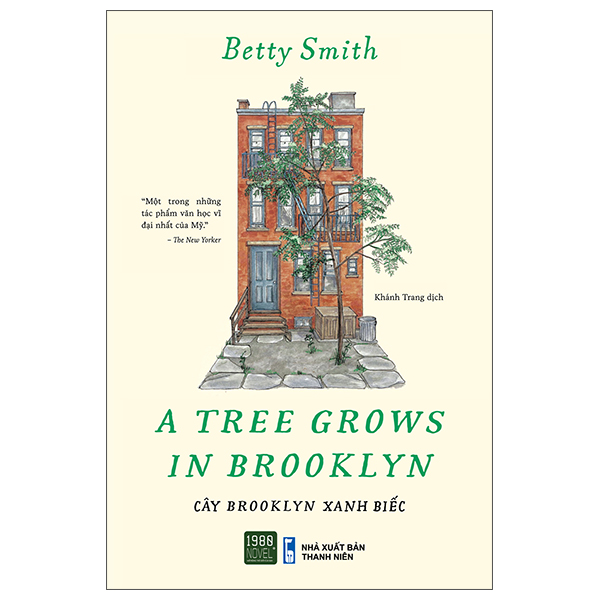 Betty Smith
“Một trong những
tác phẩm văn học vĩ
đại nhất của Mỹ.”
– The New Yorker
Khánh Trang dịch
A TREE GROWS
IN BROOKLYN
CÂY BROOKLYN XANH BIẾC
1980
NOVEL
NHÀ XUẤT BẢN
THANH NIÊN